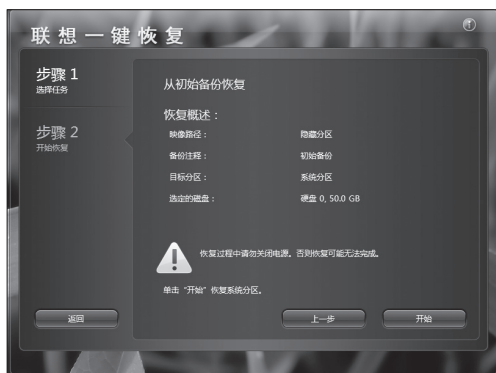 联想一键恢复
步骤 1
选择任务
步骤 2
开始恢复
从初始备份恢复
恢复概述：
映像路径： 隐藏分区
备份注释： 初始备份
目标分区： 系统分区
选定的磁盘： 硬盘 0, 50.0 GB
恢复过程中请勿关闭电源。否则恢复可能无法完成。
单击“开始”恢复系统分区。
返回 上一步 开始